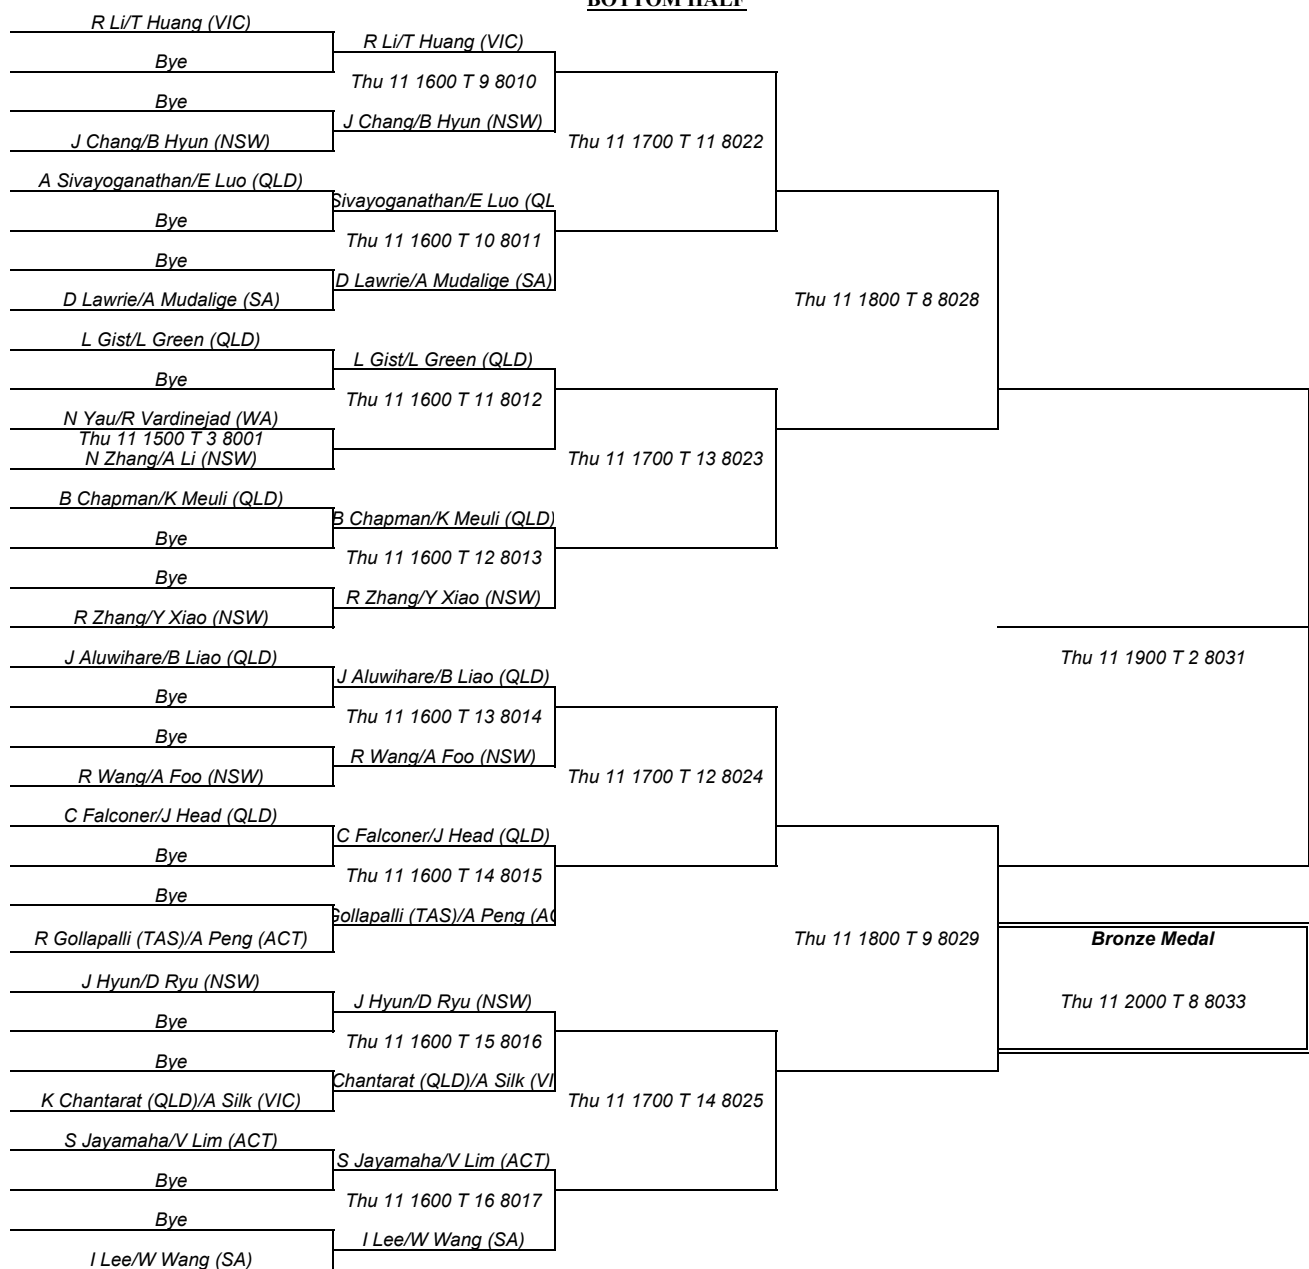 BOTTOM HALF
R Li/T Huang (VIC)
R Li/T Huang (VIC)
Bye
Thu 11 1600 T 9 8010
Bye
J Chang/B Hyun (NSW)
J Chang/B Hyun (NSW)
Thu 11 1700 T 11 8022
A Sivayoganathan/E Luo (QLD)
Sivayoganathan/E Luo (QL
Bye
Thu 11 1600 T 10 8011
Bye
D Lawrie/A Mudalige (SA)
D Lawrie/A Mudalige (SA)
Thu 11 1800 T 8 8028
L Gist/L Green (QLD)
L Gist/L Green (QLD)
Bye
Thu 11 1600 T 11 8012
N Yau/R Vardinejad (WA)
Thu 11 1500 T 3 8001
N Zhang/A Li (NSW)
Thu 11 1700 T 13 8023
B Chapman/K Meuli (QLD)
B Chapman/K Meuli (QLD)
Bye
Thu 11 1600 T 12 8013
Bye
R Zhang/Y Xiao (NSW)
R Zhang/Y Xiao (NSW)
J Aluwihare/B Liao (QLD)
Thu 11 1900 T 2 8031
J Aluwihare/B Liao (QLD)
Bye
Thu 11 1600 T 13 8014
Bye
R Wang/A Foo (NSW)
R Wang/A Foo (NSW)
Thu 11 1700 T 12 8024
C Falconer/J Head (QLD)
C Falconer/J Head (QLD)
Bye
Thu 11 1600 T 14 8015
Bye
Gollapalli (TAS)/A Peng (AC
R Gollapalli (TAS)/A Peng (ACT)
Thu 11 1800 T 9 8029
Bronze Medal
J Hyun/D Ryu (NSW)
J Hyun/D Ryu (NSW)
Thu 11 2000 T 8 8033
Bye
Thu 11 1600 T 15 8016
Bye
Chantarat (QLD)/A Silk (VI
K Chantarat (QLD)/A Silk (VIC)
Thu 11 1700 T 14 8025
S Jayamaha/V Lim (ACT)
S Jayamaha/V Lim (ACT)
Bye
Thu 11 1600 T 16 8017
Bye
I Lee/W Wang (SA)
I Lee/W Wang (SA)